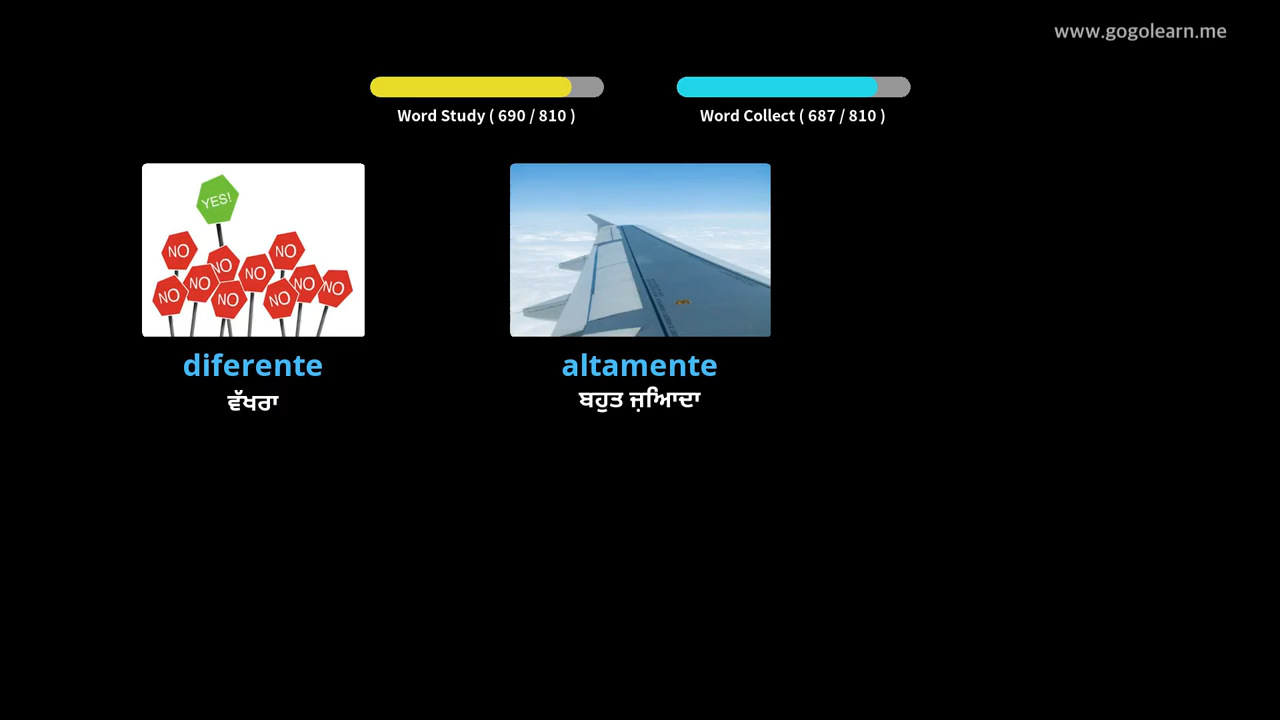 www.gogolearn.me
Word Study ( 690 / 810 )
Word Collect ( 687 / 810 )
YES!
NO
NO
NO
NO
NO
NO
NO
NO
NO
NO
diferente
altamente
ਵੱਖਰਾ
ਬਹੁਤ ਜ਼ਿਆਦਾ